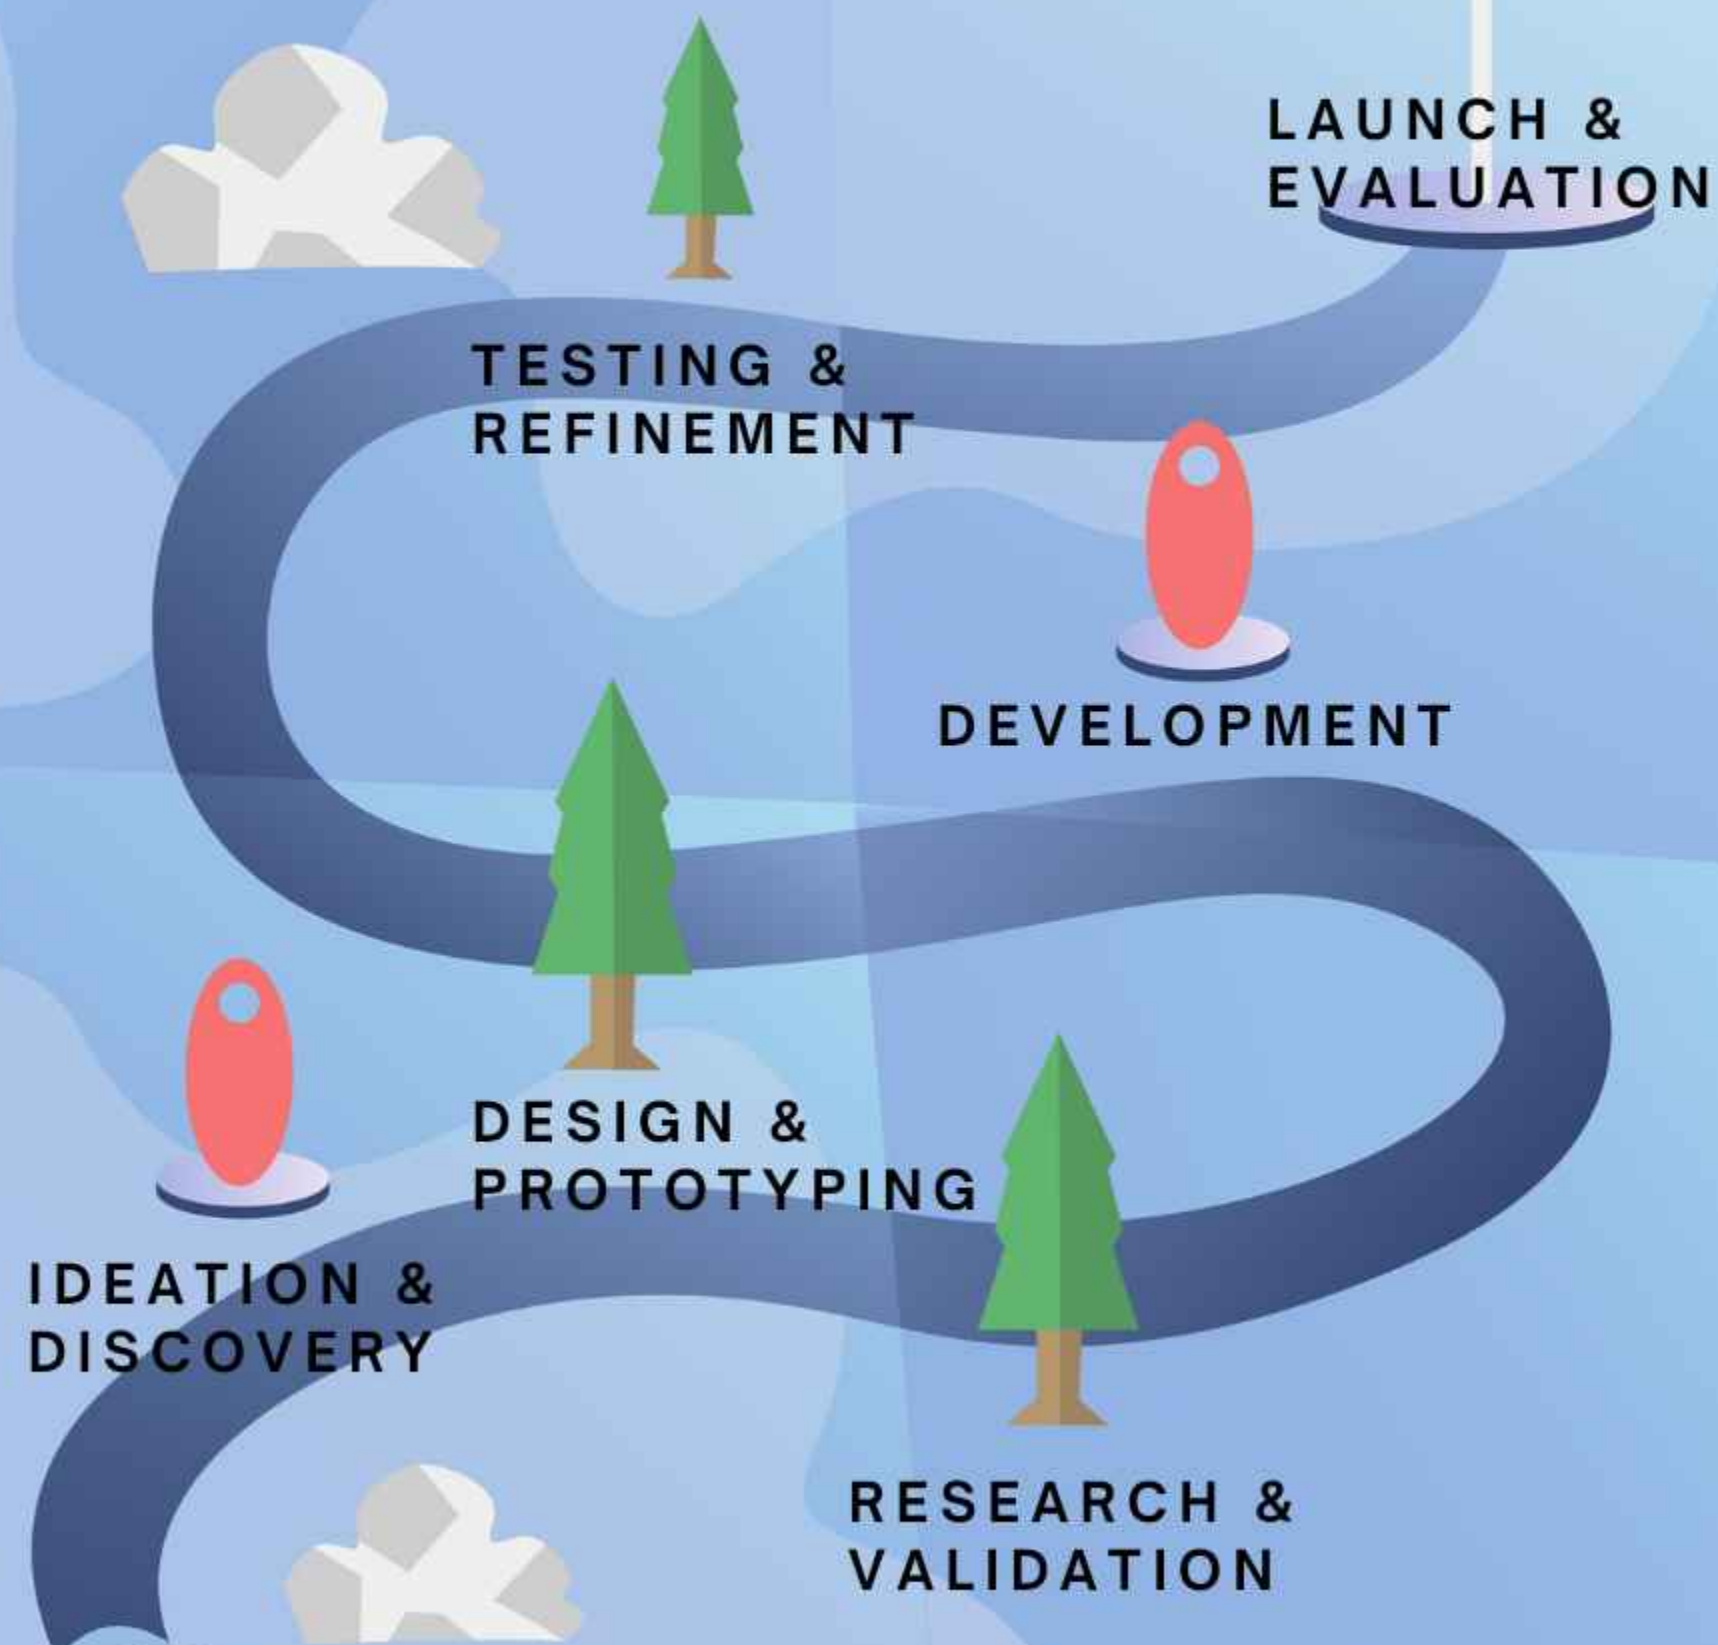 LAUNCH &
EVALUATION
TESTING &
REFINEMENT
DEVELOPMENT
DESIGN &
PROTOTYPING
IDEATION &
DISCOVERY
RESEARCH &
VALIDATION